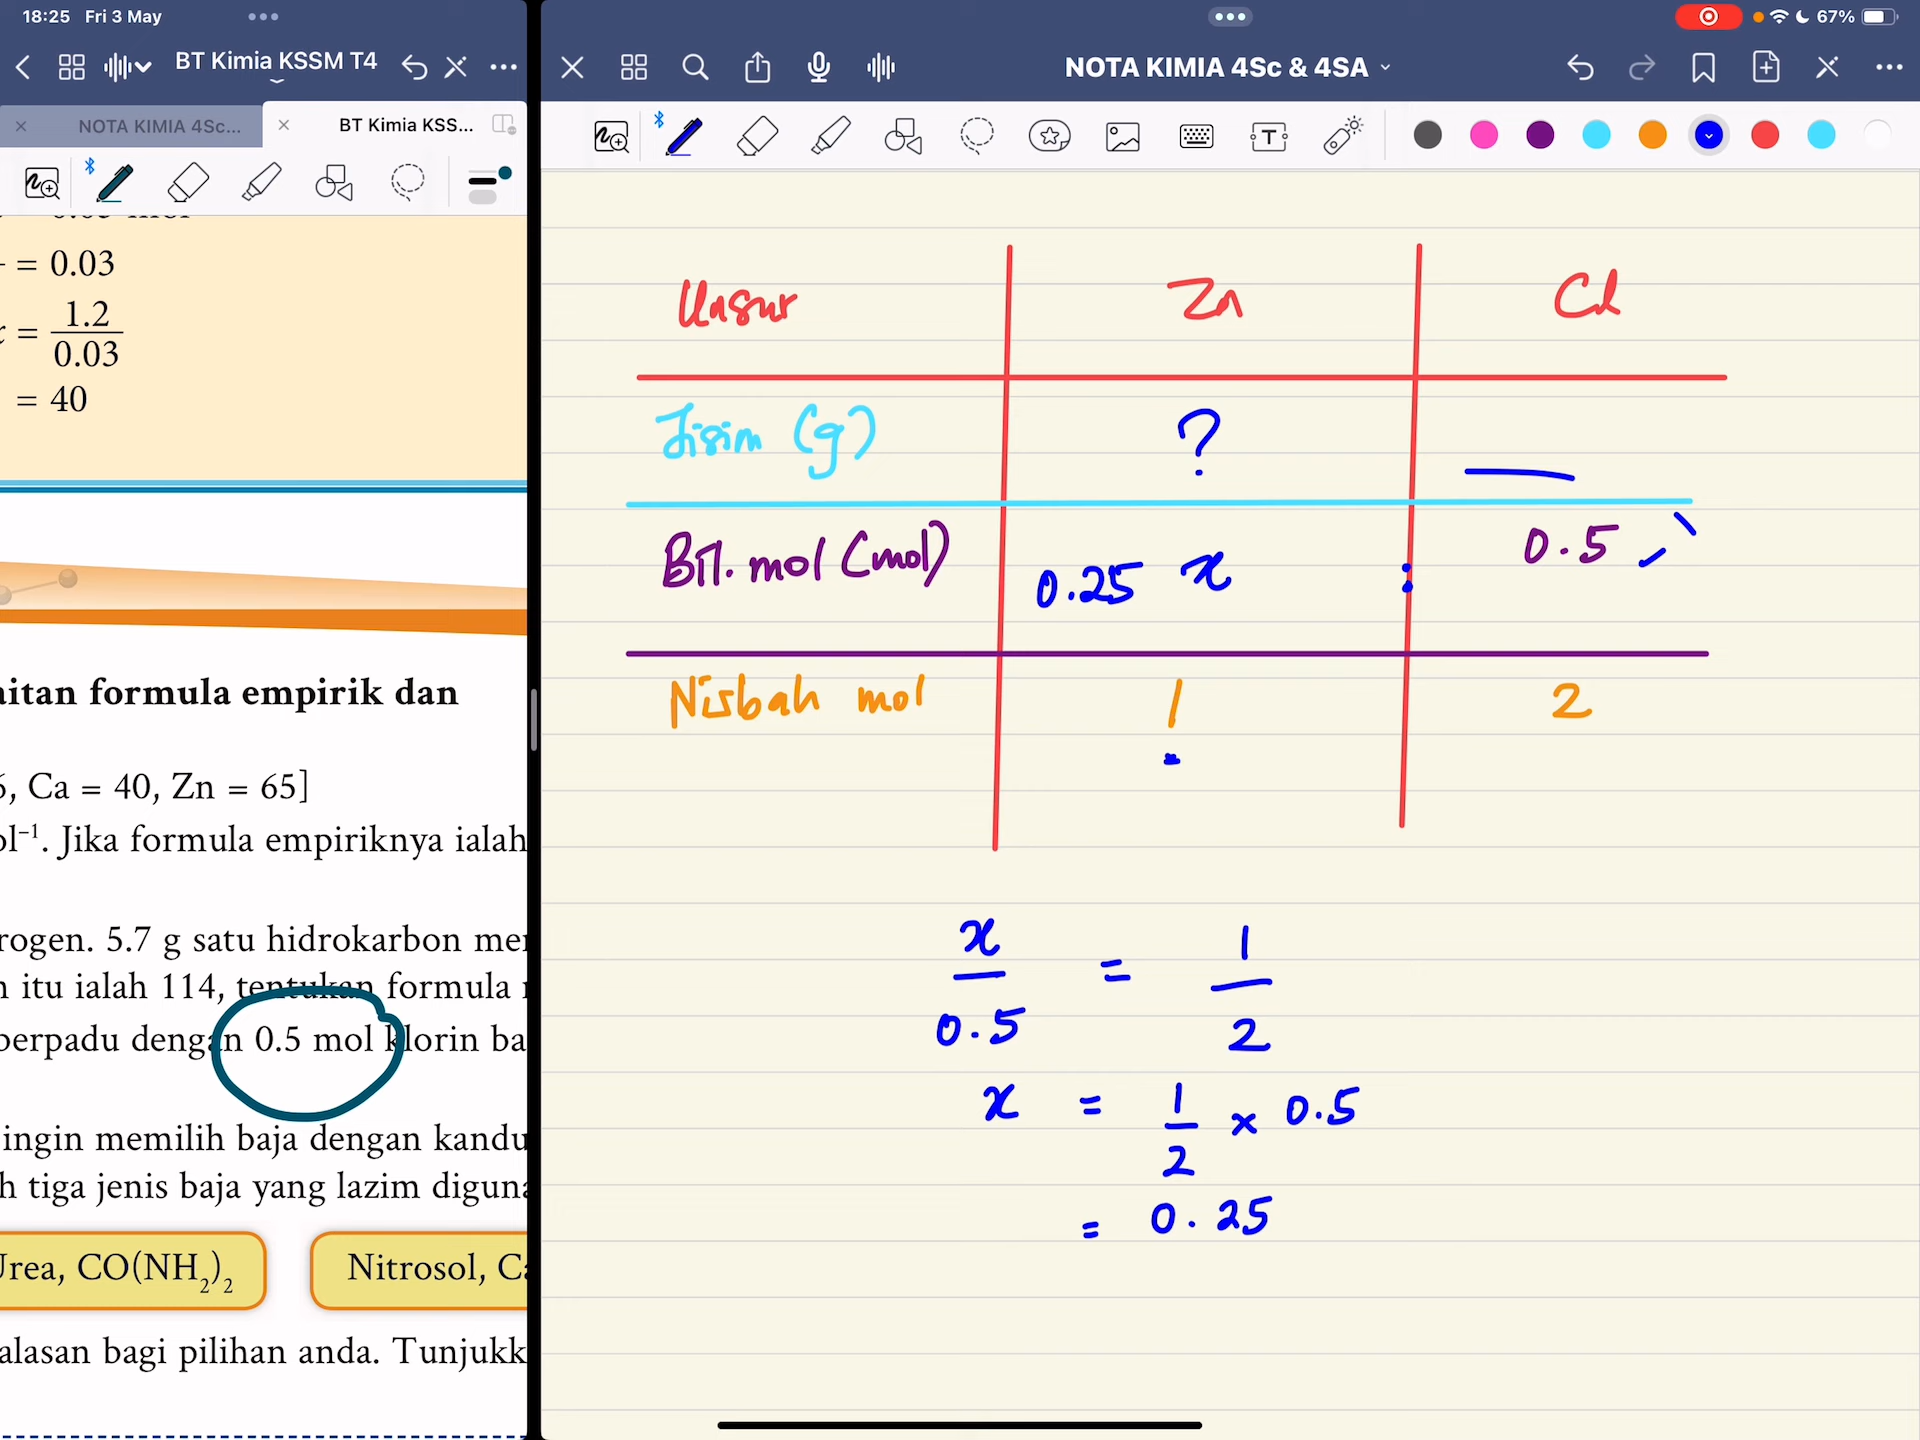 18:25 Fri 3 May
BT Kimia KSSM T4
NOTA KIMIA 4Sc...
BT Kimia KSS...
= 0.03
= 1.2
0.03
= 40
aitan formula empirik dan
, Ca = 40, Zn = 65]
ol⁻¹. Jika formula empiriknya ialah
rogen. 5.7 g satu hidrokarbon me
itu ialah 114, tentukan formula
berpadu dengan 0.5 mol klorin ba
ingin memilih baja dengan kandu
h tiga jenis baja yang lazim diguna
Urea, CO(NH₂)₂
Nitrosol, Ca
alasan bagi pilihan anda. Tunjukk
67%
NOTA KIMIA 4Sc & 4SA
Unsur Zn Cl
Jisim (g) ?
Bil. mol (mol) 0.25 x : 0.5
Nisbah mol 1 2
x = 1
0.5 2
x = 1 × 0.5
2
= 0.25